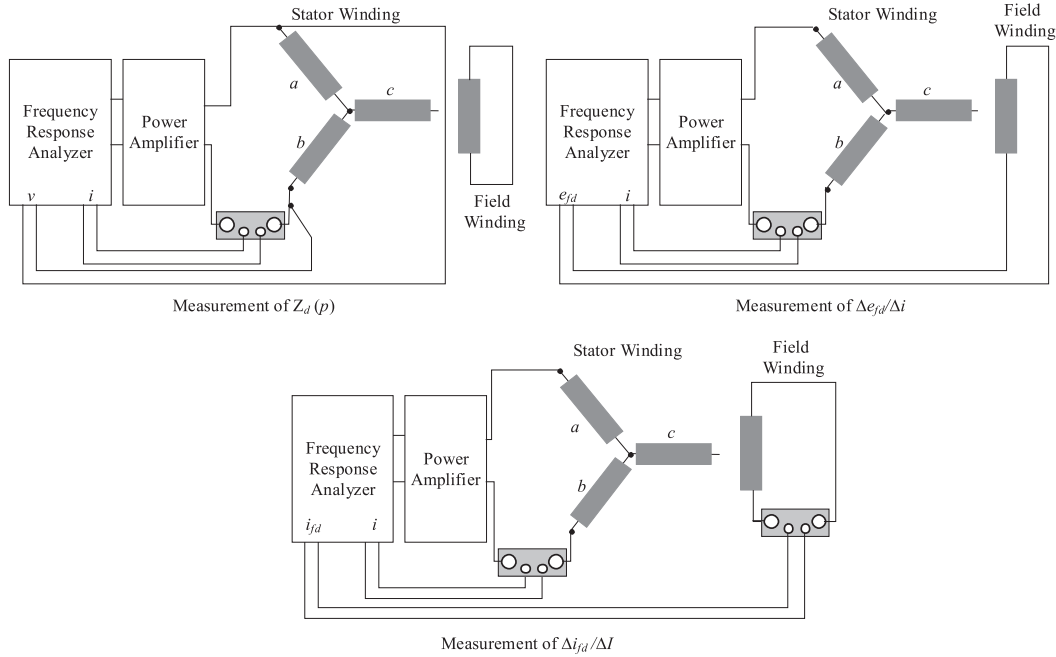 Stator Winding
Frequency
Response
Analyzer
v
i
Power
Amplifier
a
b
c
Field
Winding
Measurement of Z_d (p)
Stator Winding
Field
Winding
Frequency
Response
Analyzer
e_fd
i
Power
Amplifier
a
b
c
Measurement of Δe_fd/Δi
Stator Winding
Field
Winding
Frequency
Response
Analyzer
i_fd
i
Power
Amplifier
a
b
c
Measurement of Δi_fd/ΔI